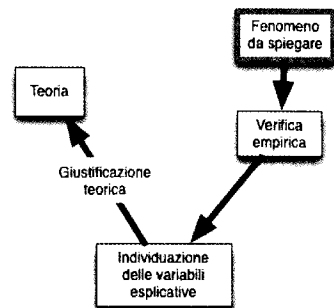 Fenomeno
da spiegare
Teoria
Verifica
empirica
Giustificazione
teorica
Individuazione
delle variabili
esplicative